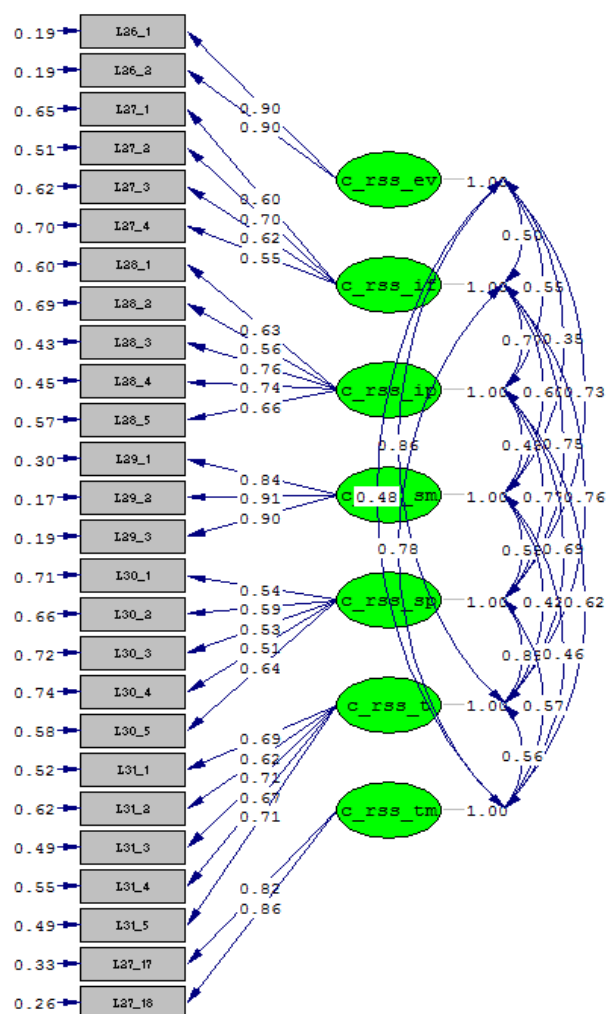 0.19 L26_1
0.19 L26_2
0.65 L27_1
0.51 L27_2
0.62 L27_3
0.70 L27_4
0.60 L28_1
0.69 L28_2
0.43 L28_3
0.45 L28_4
0.57 L28_5
0.30 L29_1
0.17 L29_2
0.19 L29_3
0.71 L30_1
0.66 L30_2
0.72 L30_3
0.74 L30_4
0.58 L30_5
0.52 L31_1
0.62 L31_2
0.49 L31_3
0.55 L31_4
0.49 L31_5
0.33 L27_17
0.26 L27_18
0.90
0.90
0.60
0.70
0.62
0.55
0.63
0.56
0.76
0.74
0.66
0.84
0.91
0.90
0.54
0.59
0.53
0.51
0.64
0.69
0.62
0.71
0.67
0.71
0.82
0.86
c_rss_ev 1.00
c_rss_if 1.00
c_rss_ip 1.00
sm 1.00
c_rss_sp 1.00
c_rss_t 1.00
c_rss_tm 1.00
0.50
0.55
0.35
0.73
0.86
0.75
0.76
0.48
0.69
0.62
0.78
0.42
0.46
0.57
0.56